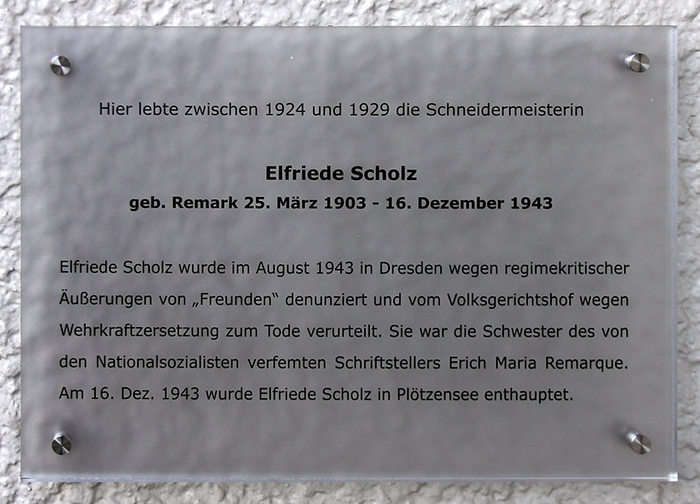 Hier lebte zwischen 1924 und 1929 die Schneidermeisterin
Elfriede Scholz
geb. Remark 25. März 1903 - 16. Dezember 1943
Elfriede Scholz wurde im August 1943 in Dresden wegen regimekritischer
Äußerungen von „Freunden“ denunziert und vom Volksgerichtshof wegen
Wehrkraftzersetzung zum Tode verurteilt. Sie war die Schwester des von
den Nationalsozialisten verfemten Schriftstellers Erich Maria Remarque.
Am 16. Dez. 1943 wurde Elfriede Scholz in Plötzensee enthauptet.